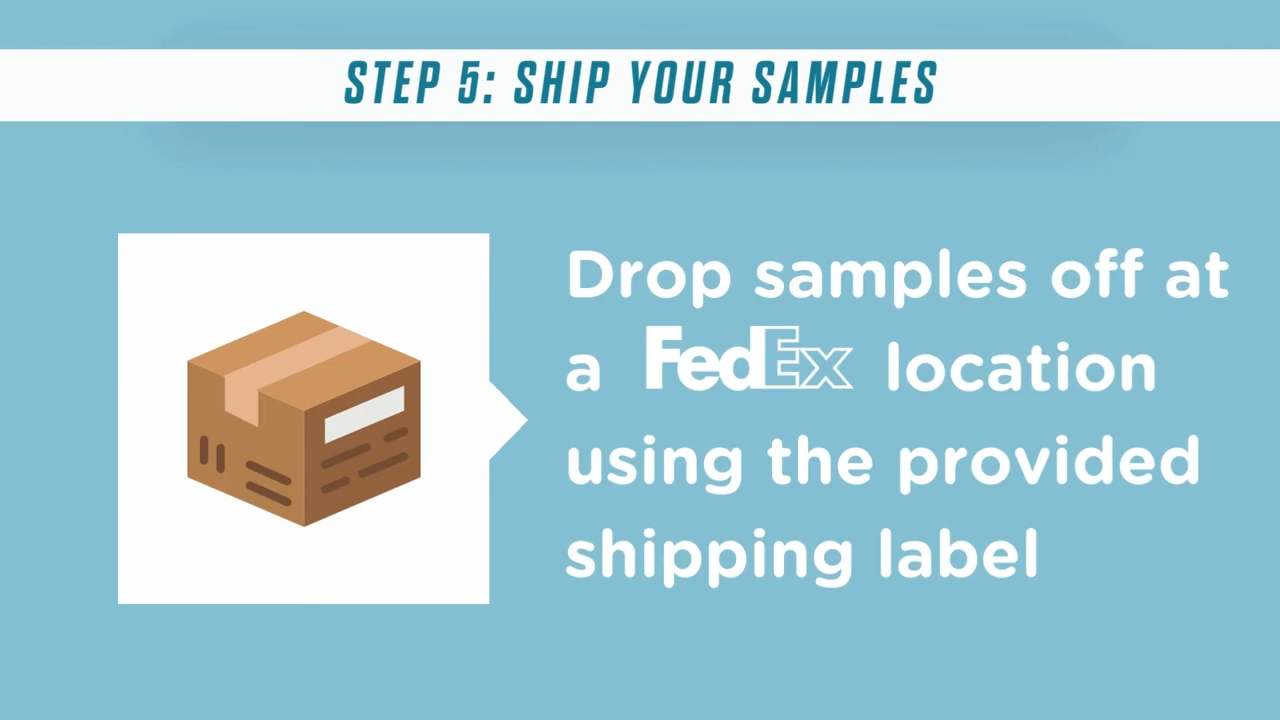 STEP 5: SHIP YOUR SAMPLES
Drop samples off at
a FedEx location
using the provided
shipping label